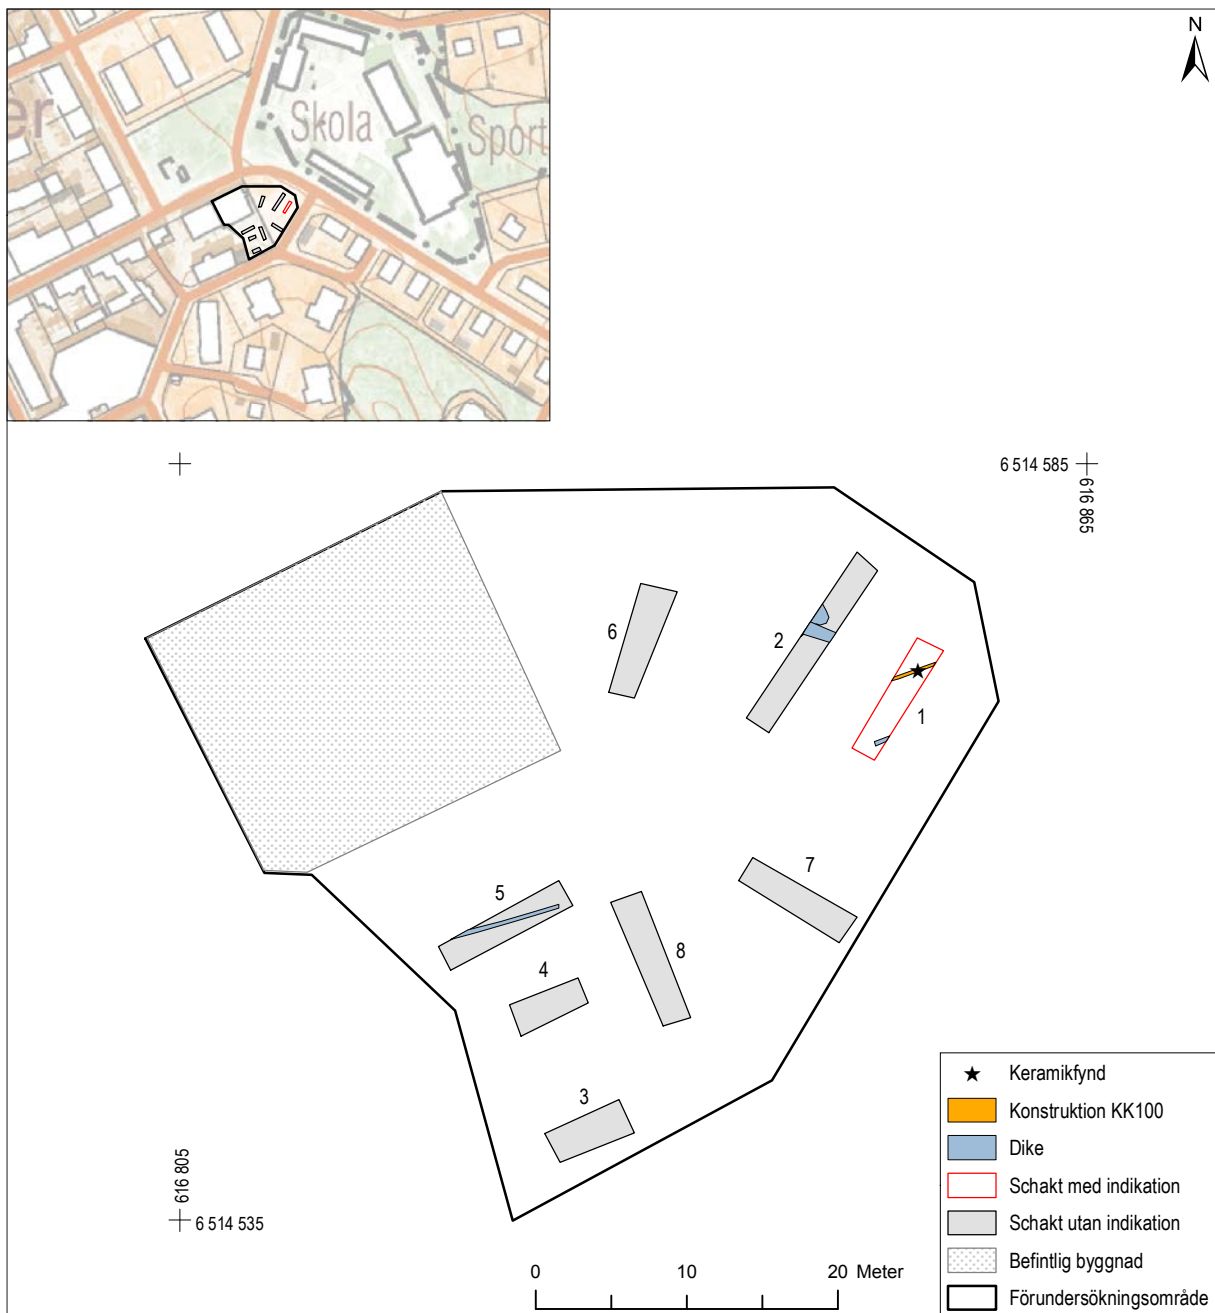 er
Skola
Sport
N
6 514 585
616 865
6
2
1
7
5
8
4
3
616 805
6 514 535
0 10 20 Meter
Keramikfynd
Konstruktion KK100
Dike
Schakt med indikation
Schakt utan indikation
Befintlig byggnad
Förundersökningsområde